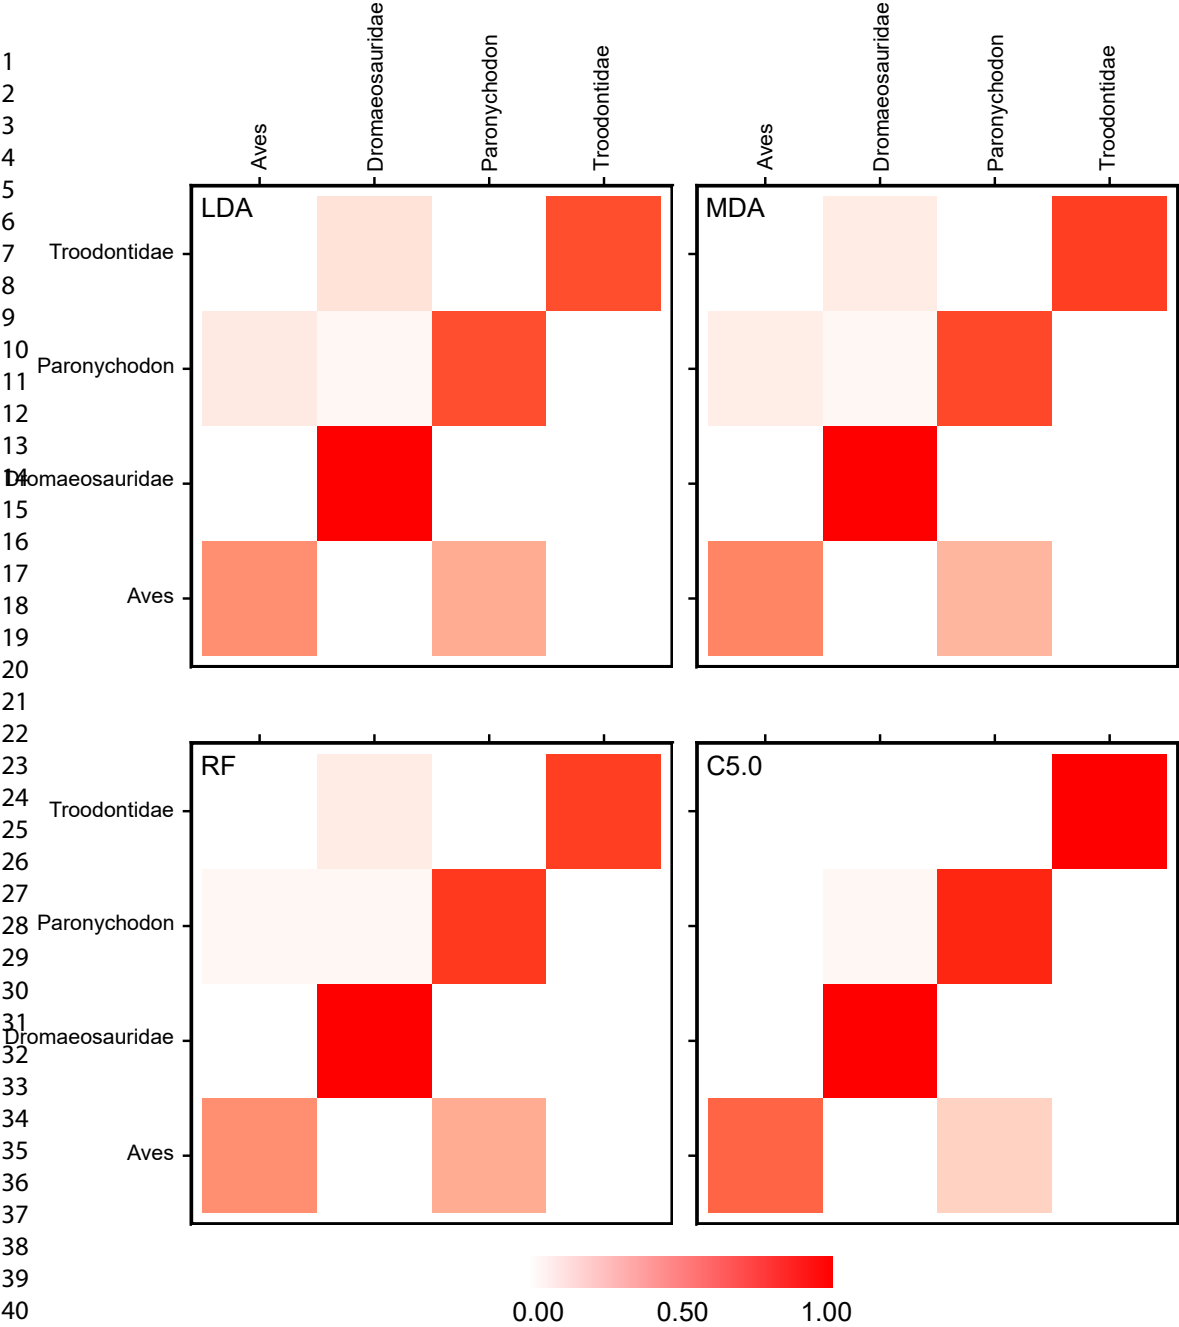 Aves
Dromaeosauridae
Paronychodon
Troodontidae
Aves
Dromaeosauridae
Paronychodon
Troodontidae
1
2
3
4
5
6 LDA MDA
7 Troodontidae
8
9
10
11 Paronychodon
12
13
14 Dromaeosauridae
15
16
17
18 Aves
19
20
21
22
23 RF C5.0
24 Troodontidae
25
26
27
28 Paronychodon
29
30
31 Dromaeosauridae
32
33
34
35 Aves
36
37
38
39
40 0.00 0.50 1.00